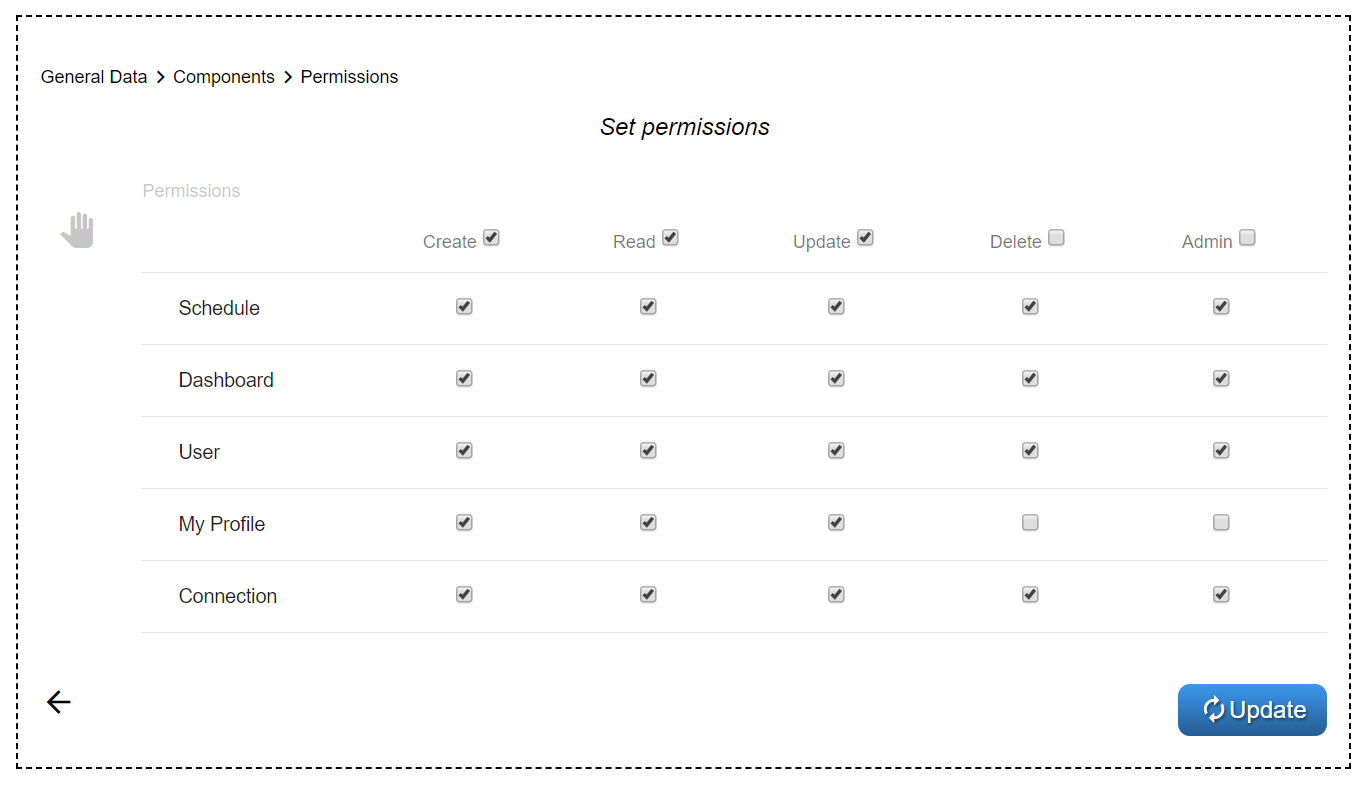 General Data > Components > Permissions
Set permissions
Permissions
Create Read Update Delete Admin
Schedule
Dashboard
User
My Profile
Connection
Update